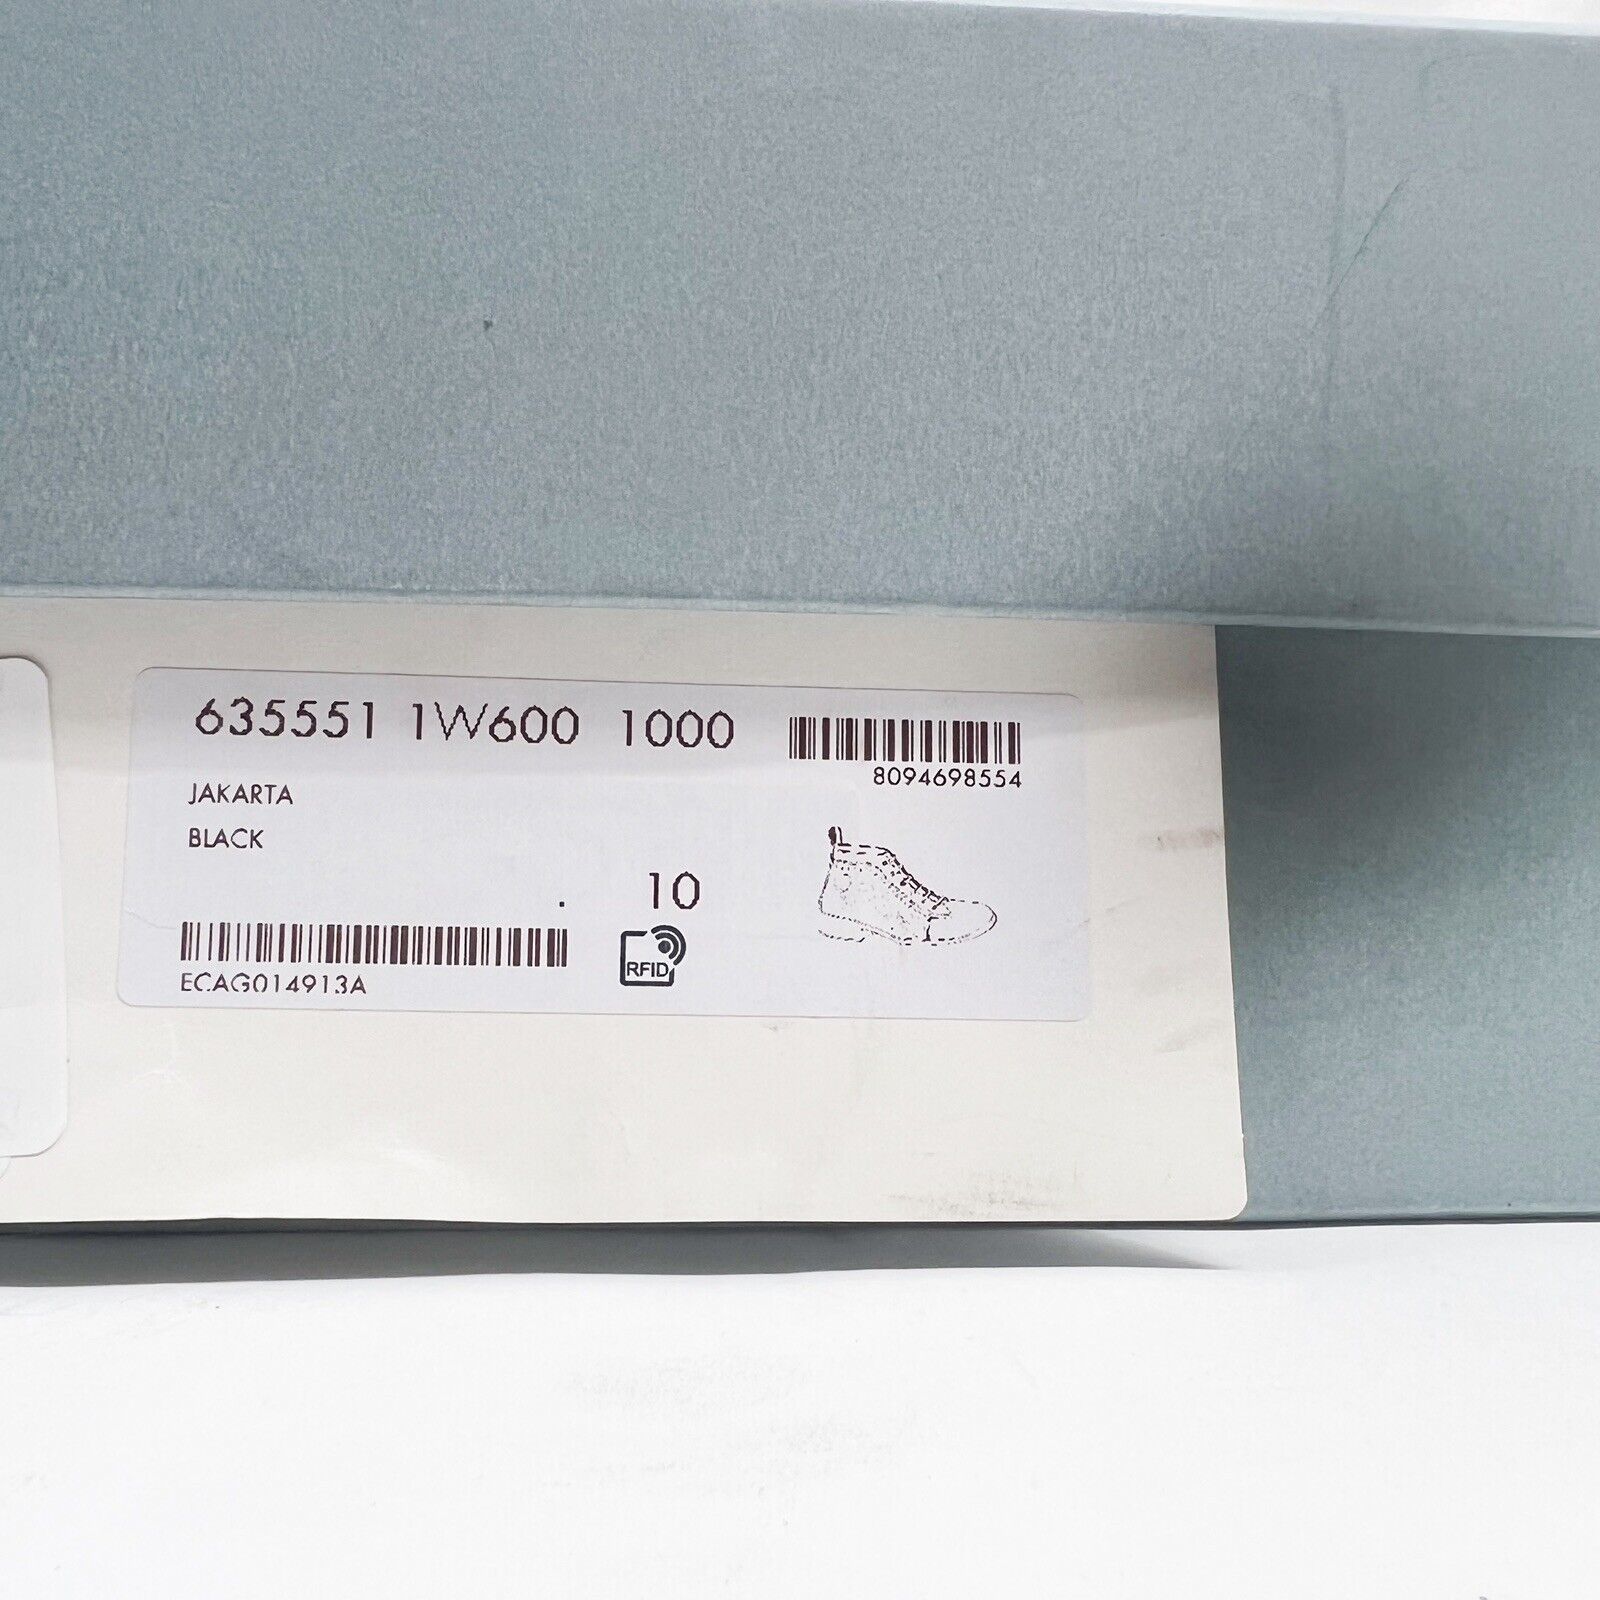 635551 1W600 1000
8094698554
JAKARTA
BLACK
. 10
RFID
ECAG014913A